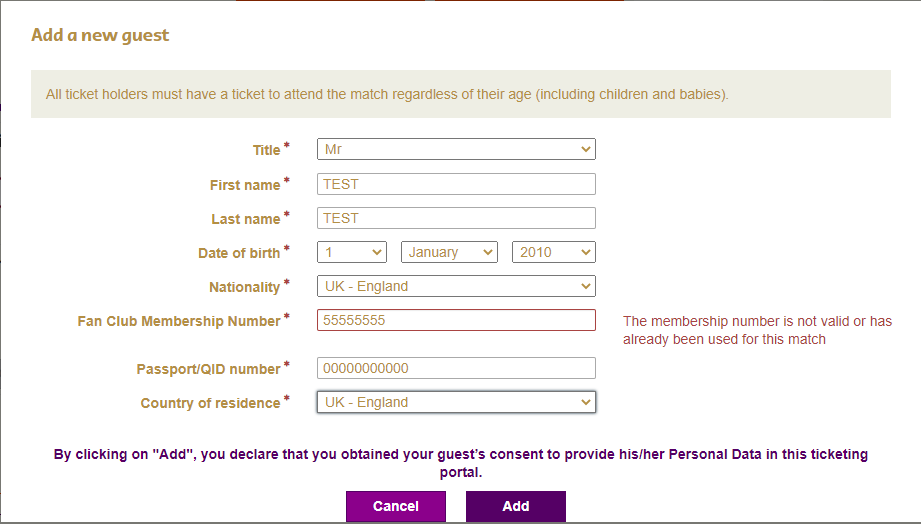 Add a new guest
All ticket holders must have a ticket to attend the match regardless of their age (including children and babies).
Title *
Mr
First name *
TEST
Last name *
TEST
Date of birth *
1 January 2010
Nationality *
UK - England
Fan Club Membership Number *
55555555
The membership number is not valid or has
already been used for this match
Passport/QID number *
00000000000
Country of residence *
UK - England
By clicking on "Add", you declare that you obtained your guest's consent to provide his/her Personal Data in this ticketing
portal.
Cancel Add